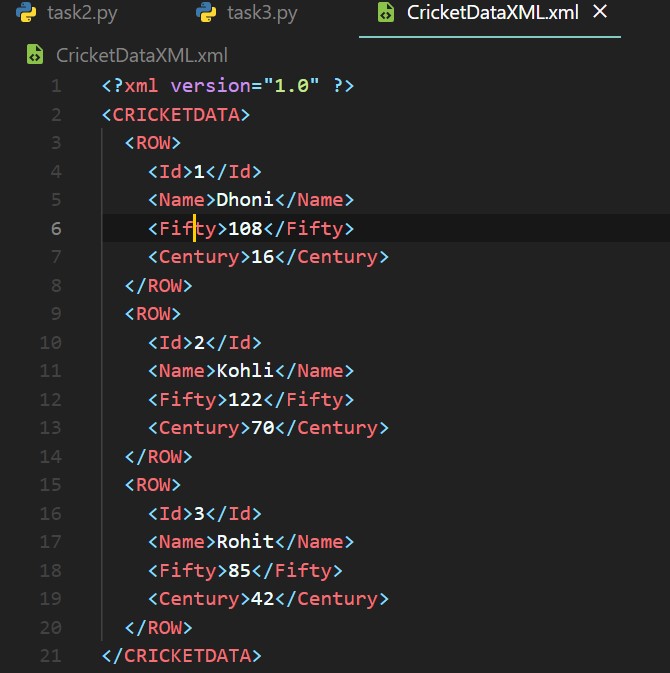 task2.py task3.py CricketDataXML.xml ×
CricketDataXML.xml
1 <?xml version="1.0" ?>
2 <CRICKETDATA>
3 <ROW>
4 <Id>1</Id>
5 <Name>Dhoni</Name>
6 <Fifty>108</Fifty>
7 <Century>16</Century>
8 </ROW>
9 <ROW>
10 <Id>2</Id>
11 <Name>Kohli</Name>
12 <Fifty>122</Fifty>
13 <Century>70</Century>
14 </ROW>
15 <ROW>
16 <Id>3</Id>
17 <Name>Rohit</Name>
18 <Fifty>85</Fifty>
19 <Century>42</Century>
20 </ROW>
21 </CRICKETDATA>